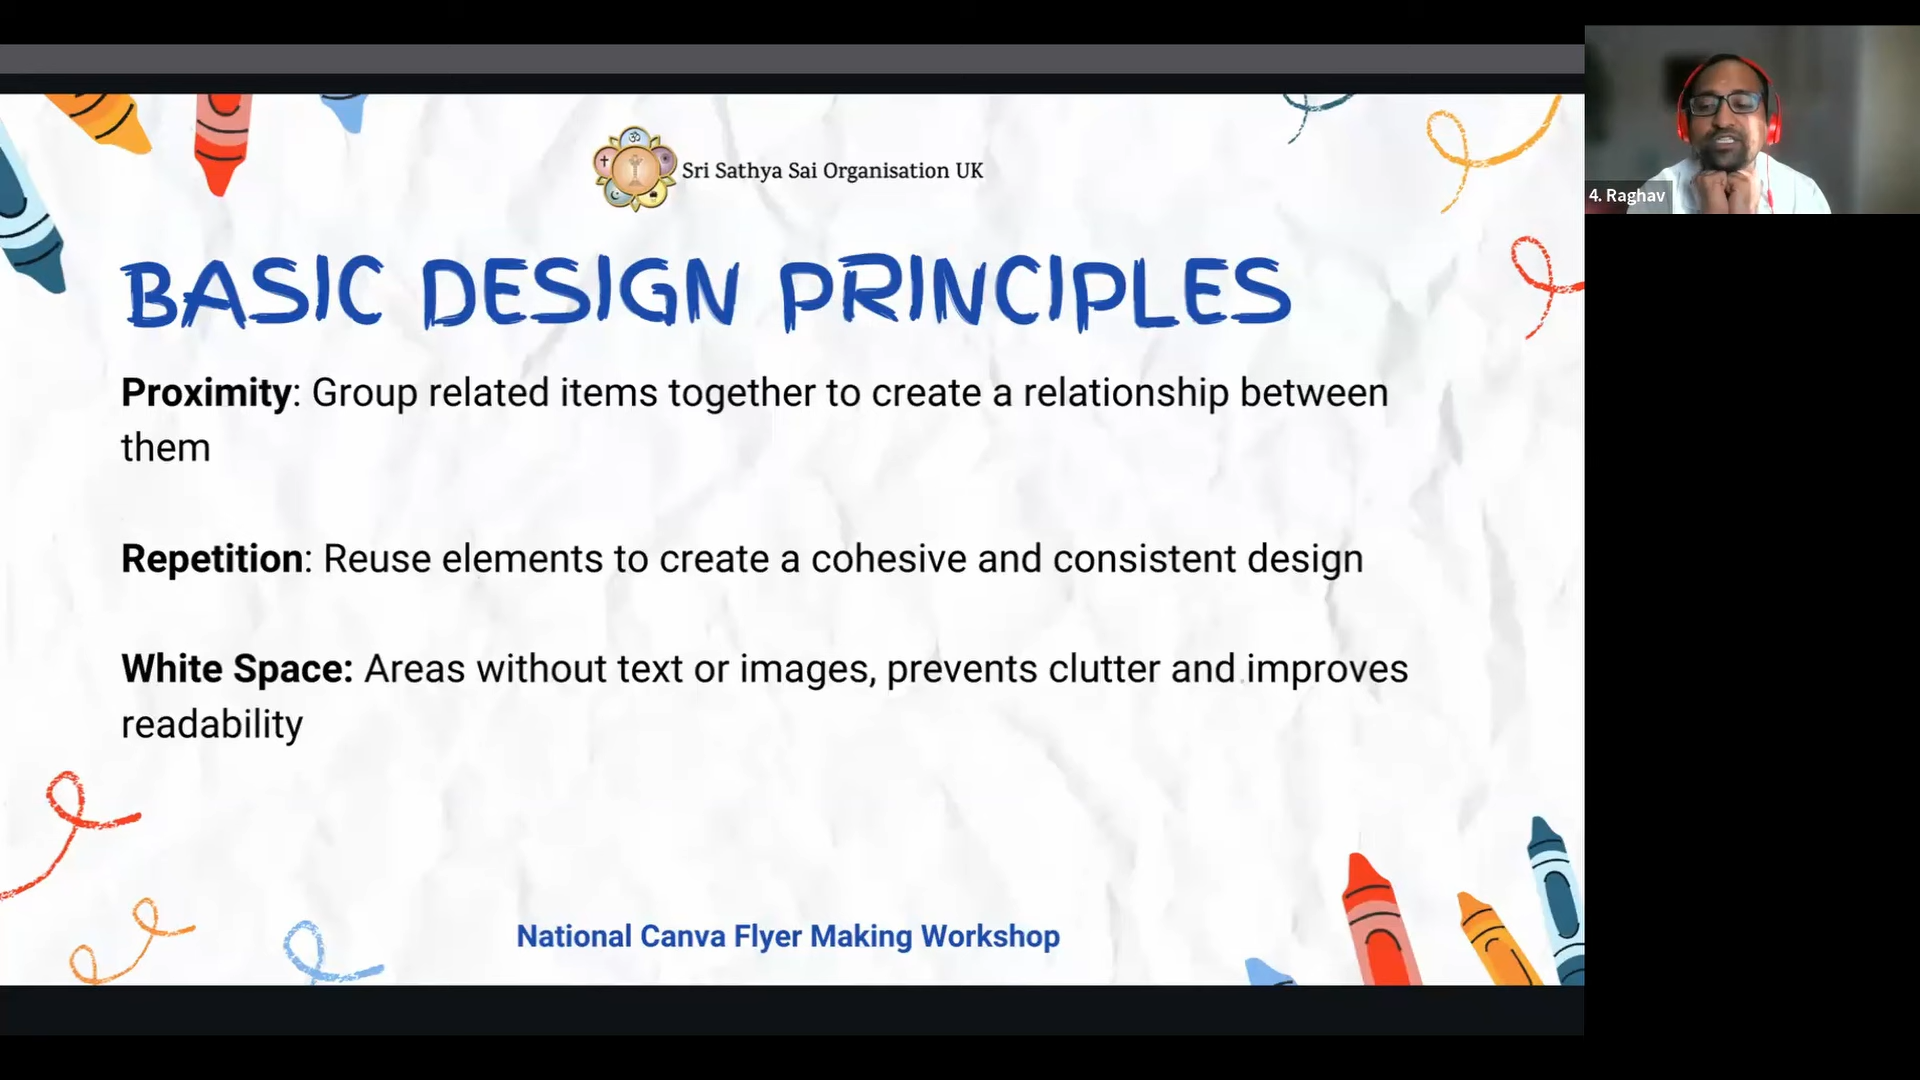 Sri Sathya Sai Organisation UK
4. Raghav
BASIC DESIGN PRINCIPLES
Proximity: Group related items together to create a relationship between
them
Repetition: Reuse elements to create a cohesive and consistent design
White Space: Areas without text or images, prevents clutter and improves
readability
National Canva Flyer Making Workshop